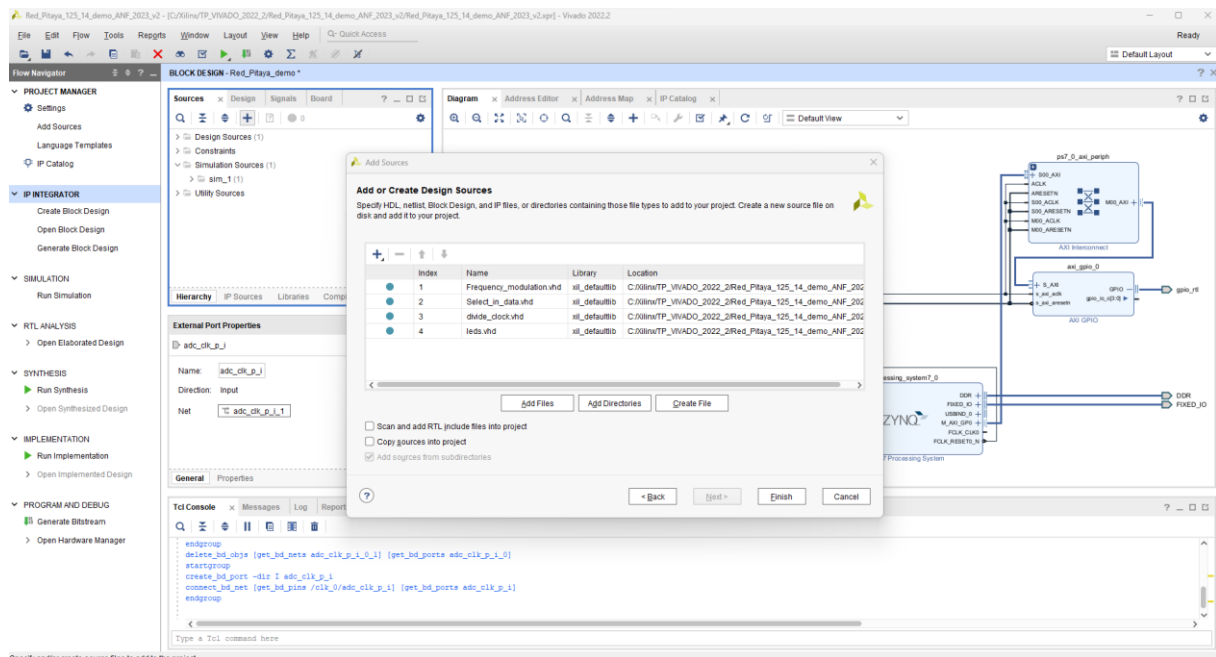 Red_Pitaya_125_14_demo_ANF_2023_v2 - [C:/Xilinx/TP_VIVADO_2022_2/Red_Pitaya_125_14_demo_ANF_2023_v2/Red_Pitaya_125_14_demo_ANF_2023_v2.xpr] - Vivado 2022.2
File Edit Flow Tools Reports Window Layout View Help Q- Quick Access Ready
Default Layout
Flow Navigator
BLOCK DESIGN - Red_Pitaya_demo *
PROJECT MANAGER
Settings
Add Sources
Language Templates
IP Catalog
IP INTEGRATOR
Create Block Design
Open Block Design
Generate Block Design
SIMULATION
Run Simulation
RTL ANALYSIS
Open Elaborated Design
SYNTHESIS
Run Synthesis
Open Synthesized Design
IMPLEMENTATION
Run Implementation
Open Implemented Design
PROGRAM AND DEBUG
Generate Bitstream
Open Hardware Manager
Sources Design Signals Board
0
Design Sources (1)
Constraints
Simulation Sources (1)
sim_1 (1)
Utility Sources
Hierarchy IP Sources Libraries Compi
External Port Properties
adc_clk_p_i
Name: adc_clk_p_i
Direction: Input
Net adc_clk_p_i_1
General Properties
Diagram Address Editor Address Map IP Catalog
Default View
ps7_0_axi_periph
S00_AXI
ACLK
ARESETN
S00_ACLK
S00_ARESETN
M00_ACLK
M00_ARESETN
M00_AXI
AXI Interconnect
axi_gpio_0
S_AXI
s_axi_aclk
s_axi_aresetn
GPIO
gpio_io_o[3:0]
gpio_rtl
AXI GPIO
essing_system7_0
ZYNQ
DDR
FIXED_IO
USBIND_0
M_AXI_GP0
FCLK_CLK0
FCLK_RESET0_N
7 Processing System
DDR
FIXED_IO
Add Sources
Add or Create Design Sources
Specify HDL, netlist, Block Design, and IP files, or directories containing those file types to add to your project. Create a new source file on
disk and add it to your project.
Index Name Library Location
1 Frequency_modulation.vhd xil_defaultlib C:/Xilinx/TP_VIVADO_2022_2/Red_Pitaya_125_14_demo_ANF_202
2 Select_in_data.vhd xil_defaultlib C:/Xilinx/TP_VIVADO_2022_2/Red_Pitaya_125_14_demo_ANF_202
3 divide_clock.vhd xil_defaultlib C:/Xilinx/TP_VIVADO_2022_2/Red_Pitaya_125_14_demo_ANF_202
4 leds.vhd xil_defaultlib C:/Xilinx/TP_VIVADO_2022_2/Red_Pitaya_125_14_demo_ANF_202
Add Files Add Directories Create File
Scan and add RTL include files into project
Copy sources into project
Add sources from subdirectories
< Back Next > Finish Cancel
Tcl Console Messages Log Report
endgroup
delete_bd_objs [get_bd_nets adc_clk_p_i_0_1] [get_bd_ports adc_clk_p_i_0]
startgroup
create_bd_port -dir I adc_clk_p_i
connect_bd_net [get_bd_pins /clk_0/adc_clk_p_i] [get_bd_ports adc_clk_p_i]
endgroup
Type a Tcl command here